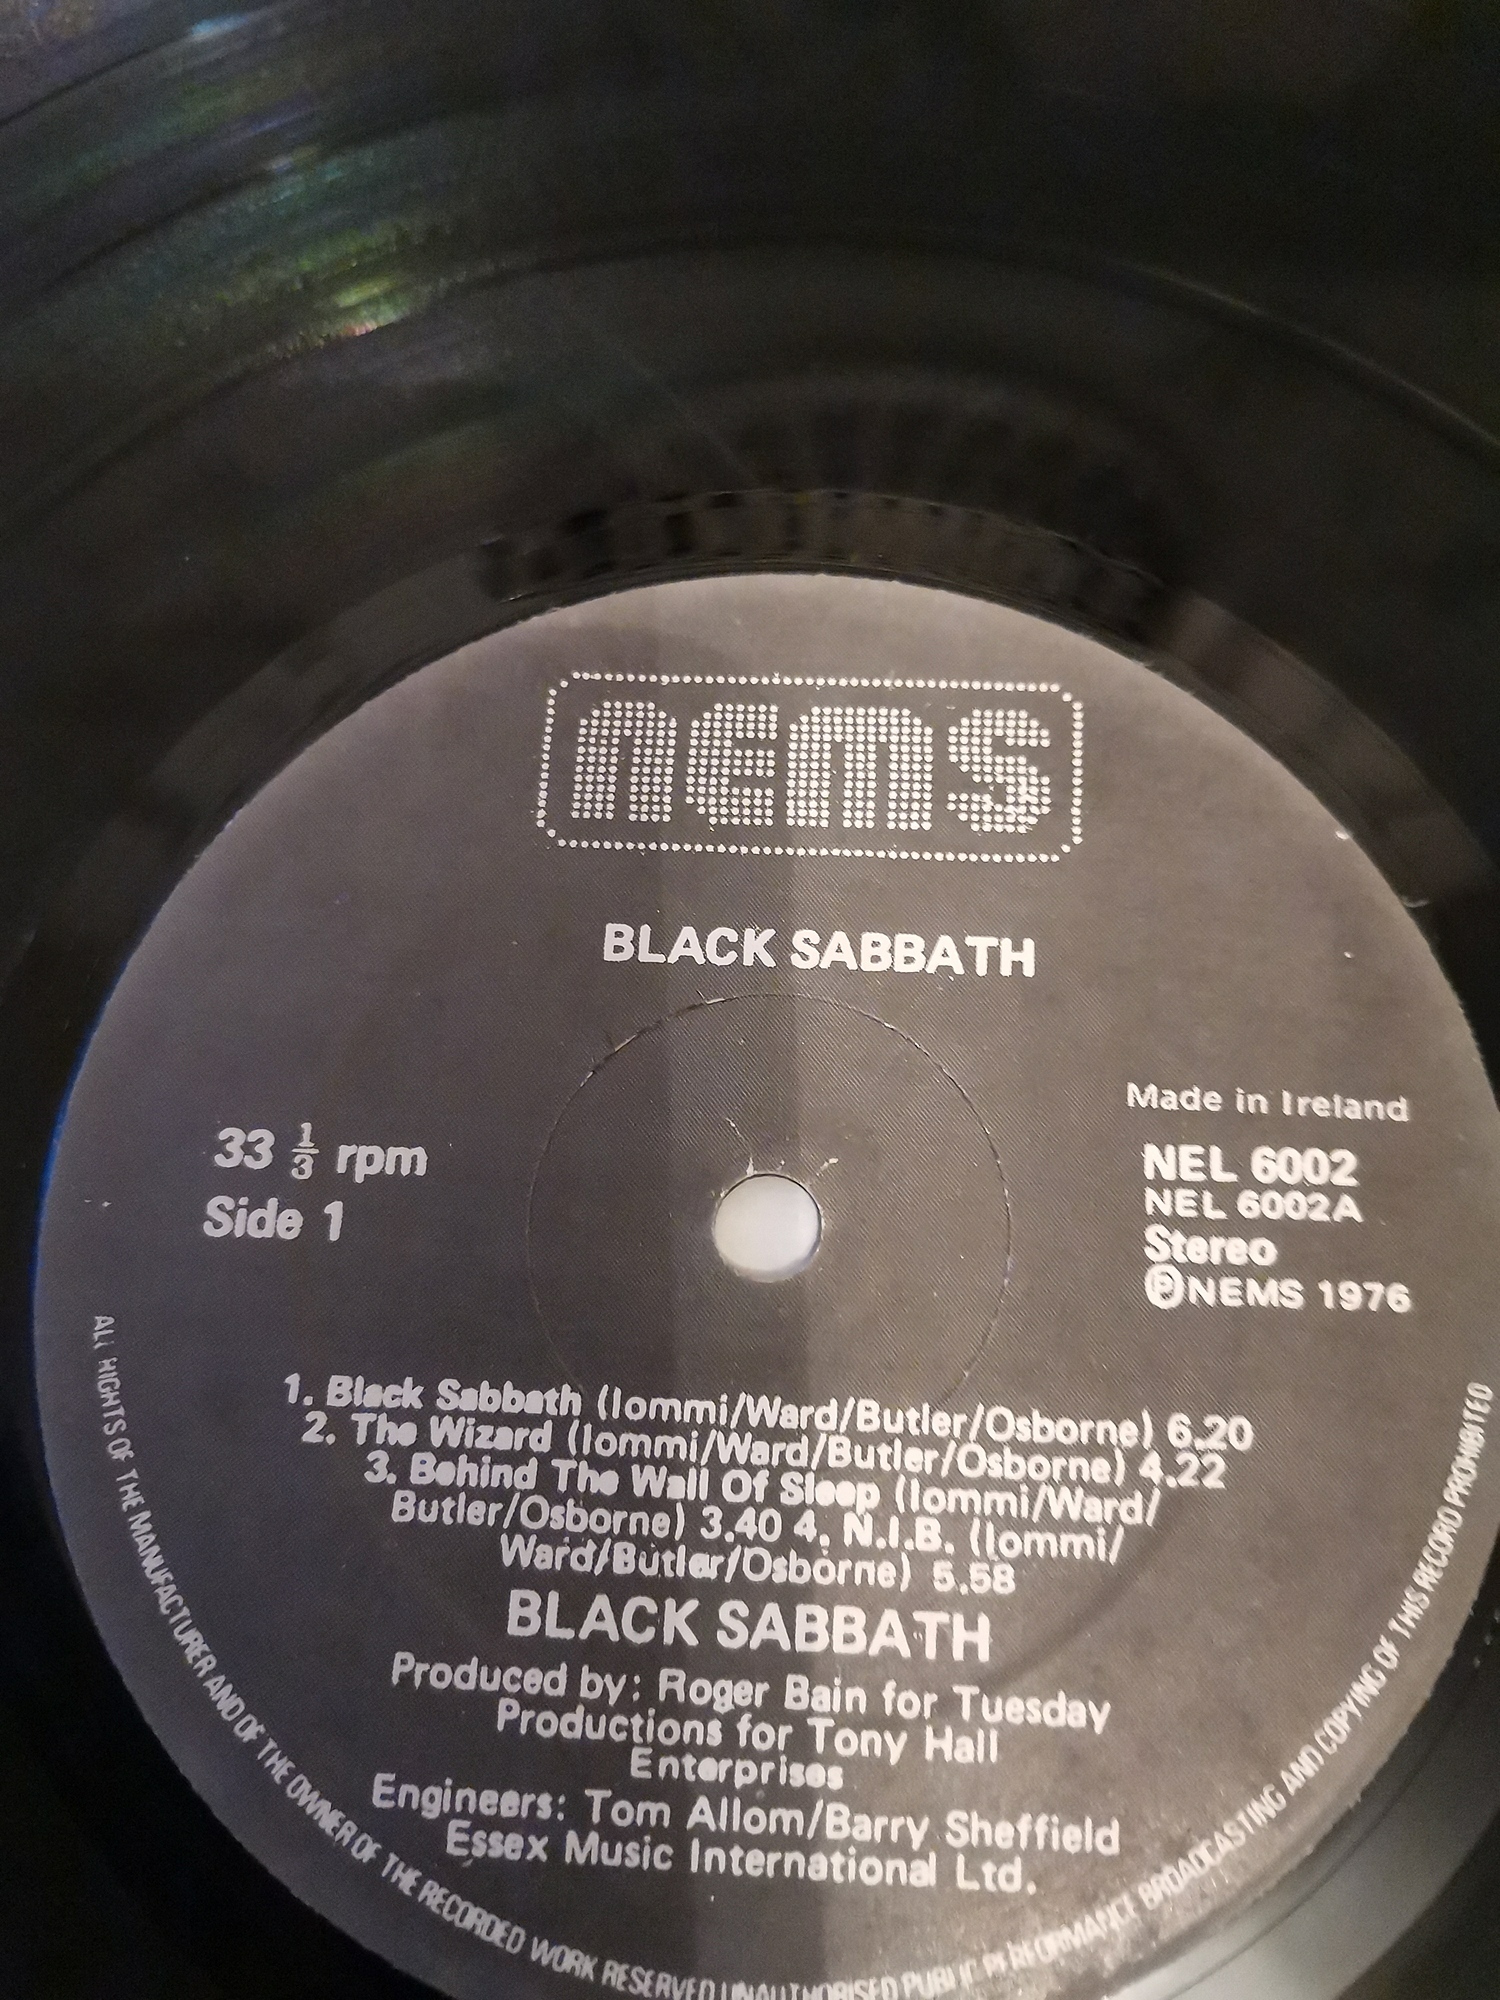 nems
BLACK SABBATH
33 1/3 rpm
Side 1
Made in Ireland
NEL 6002
NEL 6002A
Stereo
ⓅNEMS 1976
1. Black Sabbath (Iommi/Ward/Butler/Osborne) 6.20
2. The Wizard (Iommi/Ward/Butler/Osborne) 4.22
3. Behind The Wall Of Sleep (Iommi/Ward/
Butler/Osborne) 3.40 4. N.I.B. (Iommi/
Ward/Butler/Osborne) 5.58
BLACK SABBATH
Produced by: Roger Bain for Tuesday
Productions for Tony Hall
Enterprises
Engineers: Tom Allom/Barry Sheffield
Essex Music International Ltd.
ALL RIGHTS OF THE MANUFACTURER AND OF THE OWNER OF THE RECORDED WORK RESERVED UNAUTHORISED PUBLIC PERFORMANCE BROADCASTING AND COPYING OF THIS RECORD PROHIBITED